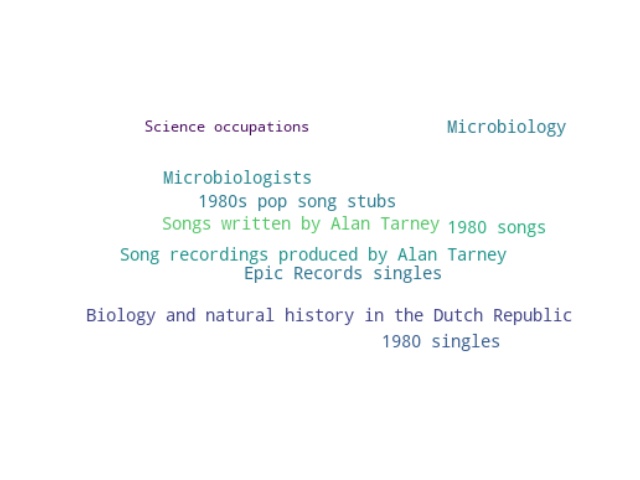 Science occupations
Microbiology
Microbiologists
1980s pop song stubs
Songs written by Alan Tarney
1980 songs
Song recordings produced by Alan Tarney
Epic Records singles
Biology and natural history in the Dutch Republic
1980 singles